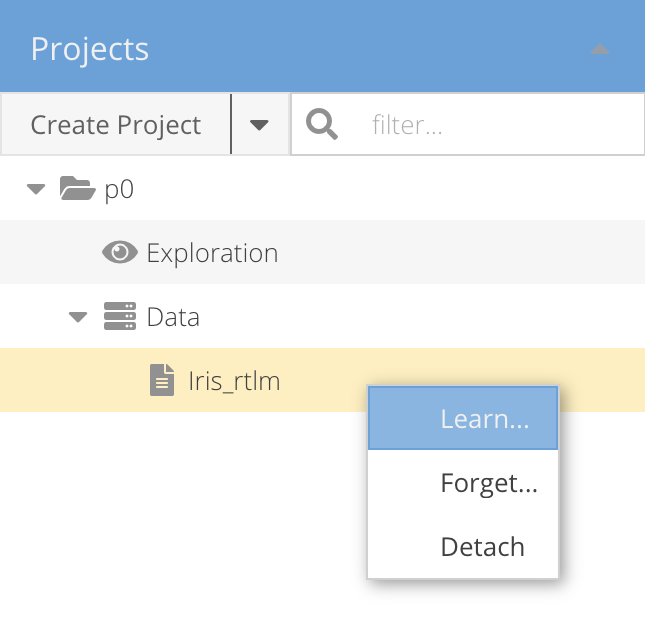 Projects
Create Project
filter...
p0
Exploration
Data
Iris_rtlm
Learn...
Forget...
Detach